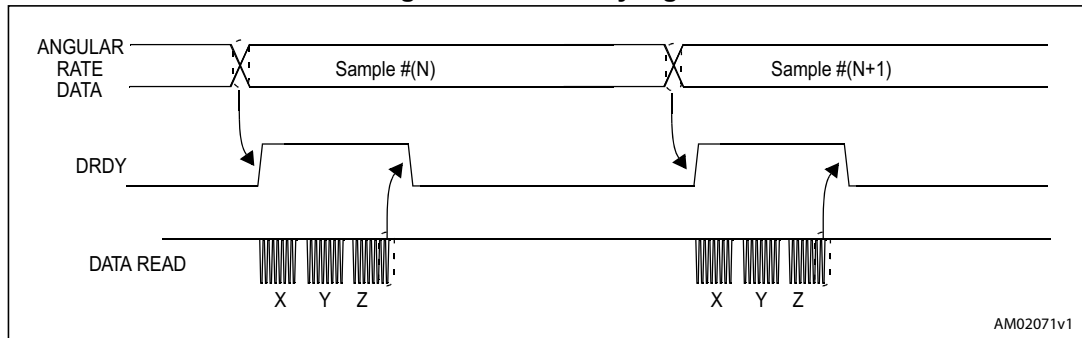 ANGULAR
RATE
DATA
Sample #(N)
Sample #(N+1)
DRDY
DATA READ
X Y Z
X Y Z
AM02071v1